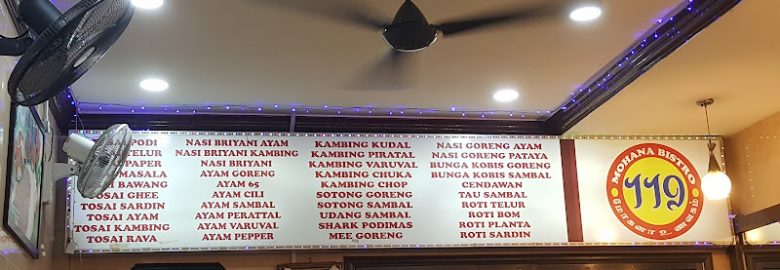 PODI
TELUR
PAPER
MASALA
BAWANG
TOSAI GHEE
TOSAI SARDIN
TOSAI AYAM
TOSAI KAMBING
TOSAI RAVA
NASI BRIYANI AYAM
NASI BRIYANI KAMBING
NASI BRIYANI
AYAM GORENG
AYAM 65
AYAM CILI
AYAM SAMBAL
AYAM PERATTAL
AYAM VARUVAL
AYAM PEPPER
KAMBING KUDAL
KAMBING PIRATAL
KAMBING VARUVAL
KAMBING CHUKA
KAMBING CHOP
SOTONG GORENG
SOTONG SAMBAL
UDANG SAMBAL
SHARK PODIMAS
MEE GORENG
NASI GORENG AYAM
NASI GORENG PATAYA
BUNGA KOBIS GORENG
BUNGA KOBIS SAMBAL
CENDAWAN
TAU SAMBAL
ROTI TELUR
ROTI BOM
ROTI PLANTA
ROTI SARDIN
MOHANA BISTRO
119